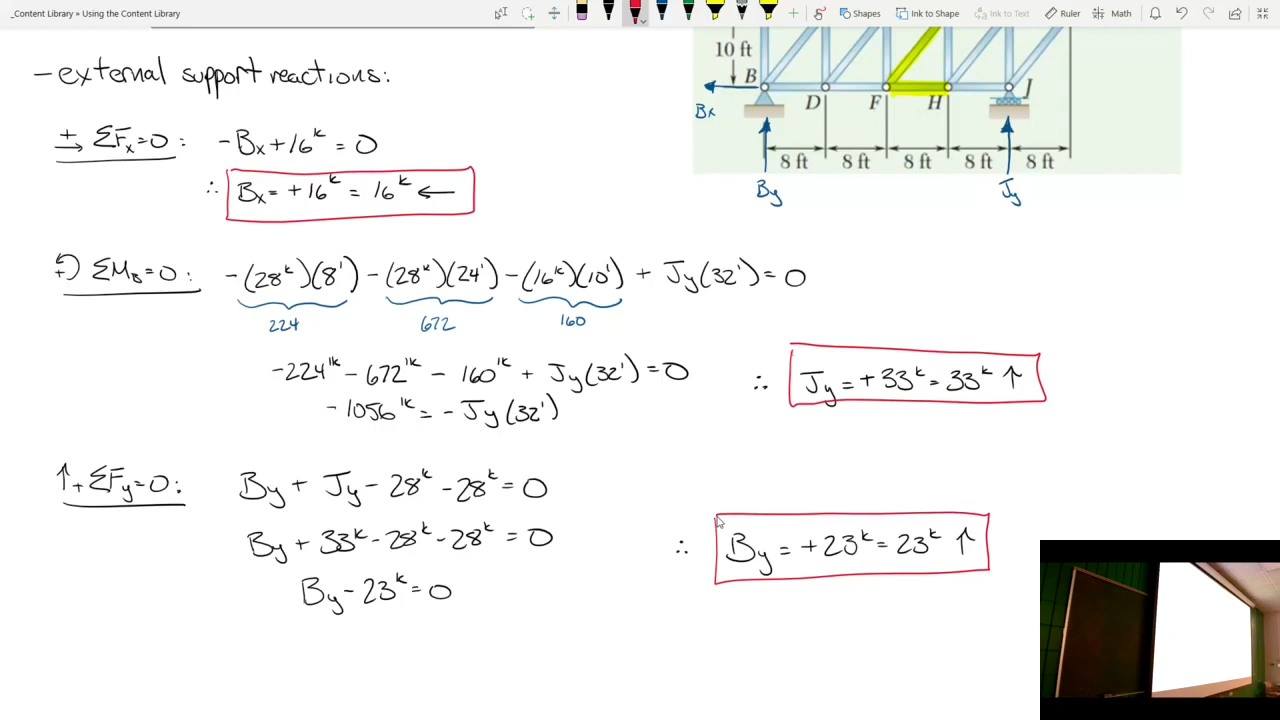 _Content Library » Using the Content Library
Shapes Ink to Shape Ink to Text Ruler Math
- external support reactions:
10 ft
B D F H J
Bx
8 ft 8 ft 8 ft 8 ft 8 ft
By Jy
→+ ΣFx=0: -Bx+16ᵏ = 0
∴ Bx = +16ᵏ = 16ᵏ ←
↺+ ΣM_B=0: -(28ᵏ)(8') - (28ᵏ)(24') - (16ᵏ)(10') + Jy(32') = 0
224 672 160
-224'ᵏ - 672'ᵏ - 160'ᵏ + Jy(32') = 0
-1056'ᵏ = - Jy(32')
∴ Jy = +33ᵏ = 33ᵏ ↑
↑+ ΣFy=0: By + Jy - 28ᵏ - 28ᵏ = 0
By + 33ᵏ - 28ᵏ - 28ᵏ = 0
By - 23ᵏ = 0
∴ By = +23ᵏ = 23ᵏ ↑